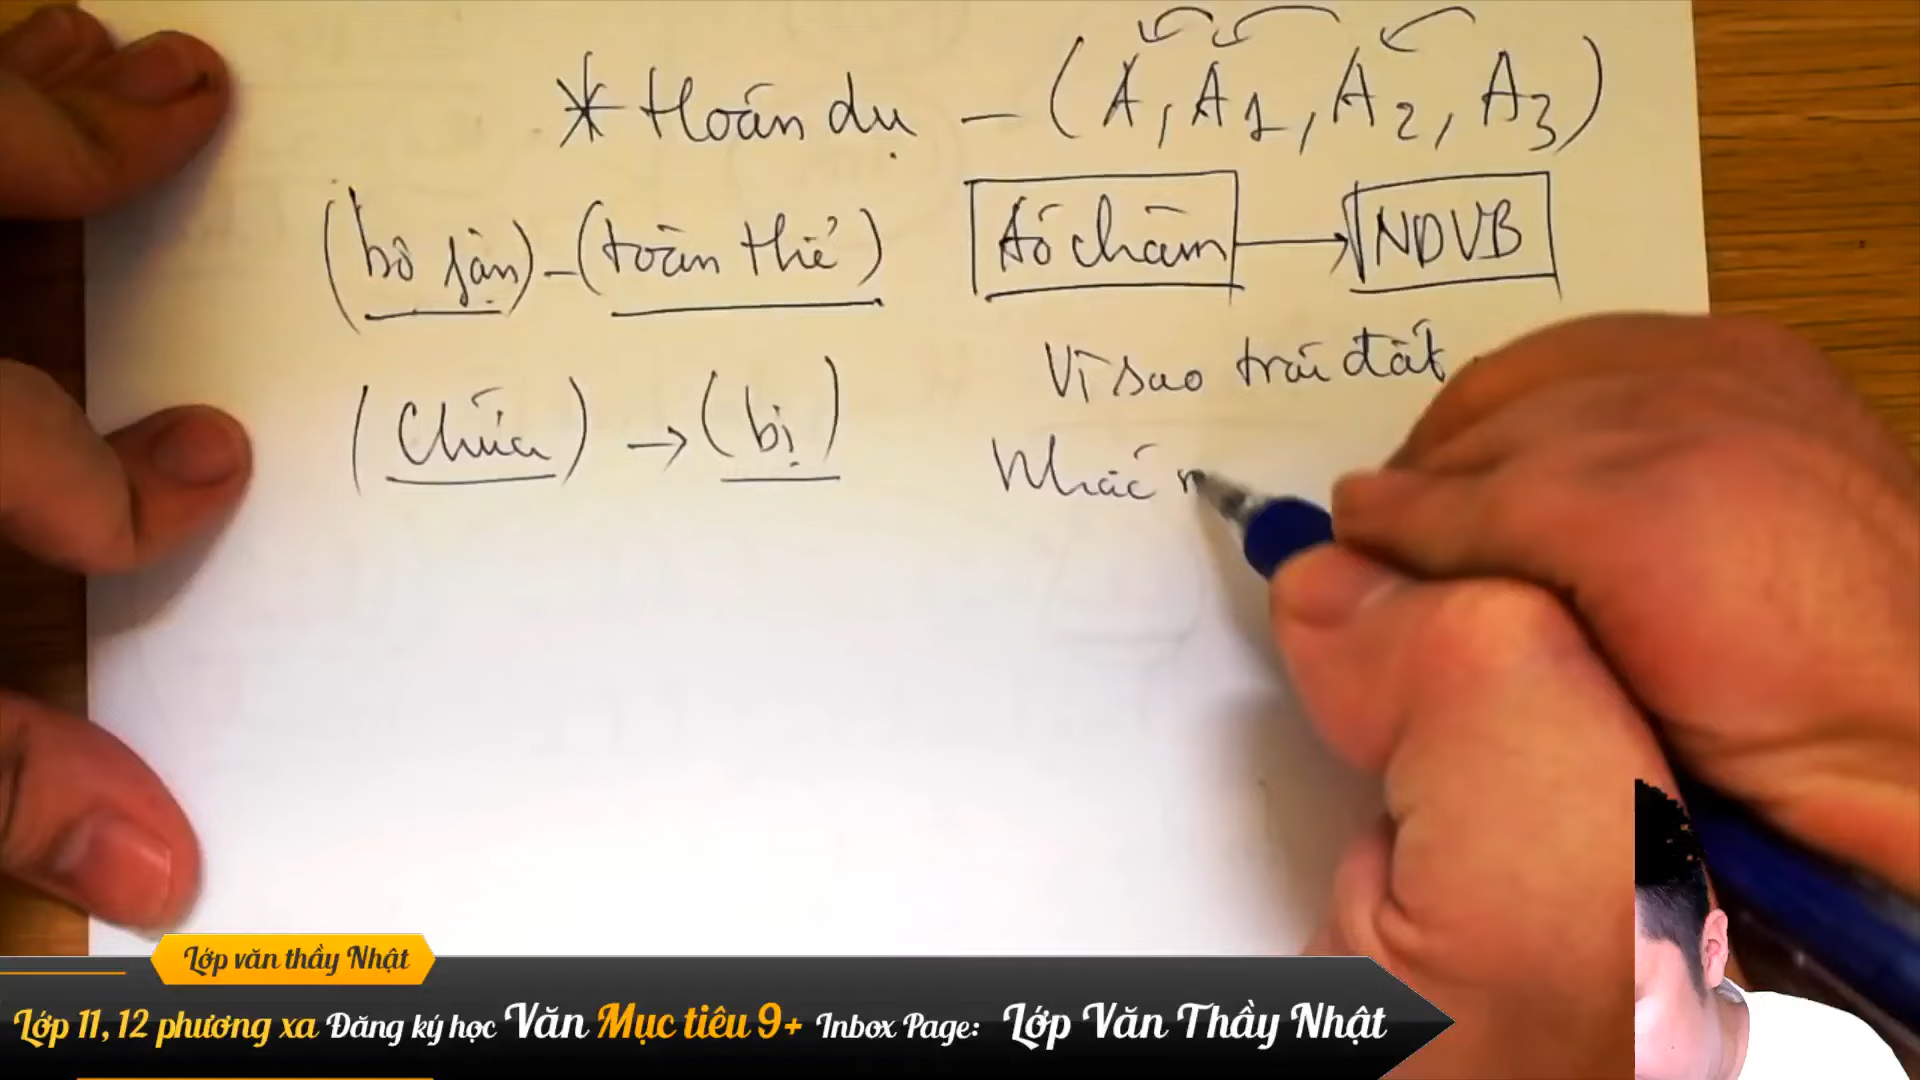 * Hoán dụ - (A, A1, A2, A3)
(bộ phận) - (toàn thể)
Áo chàm → NDVB
Vì sao trái đất
(Chứa) → (bị)
Nhắc
Lớp văn thầy Nhật
Lớp 11, 12 phương xa Đăng ký học Văn Mục tiêu 9+ Inbox Page: Lớp Văn Thầy Nhật